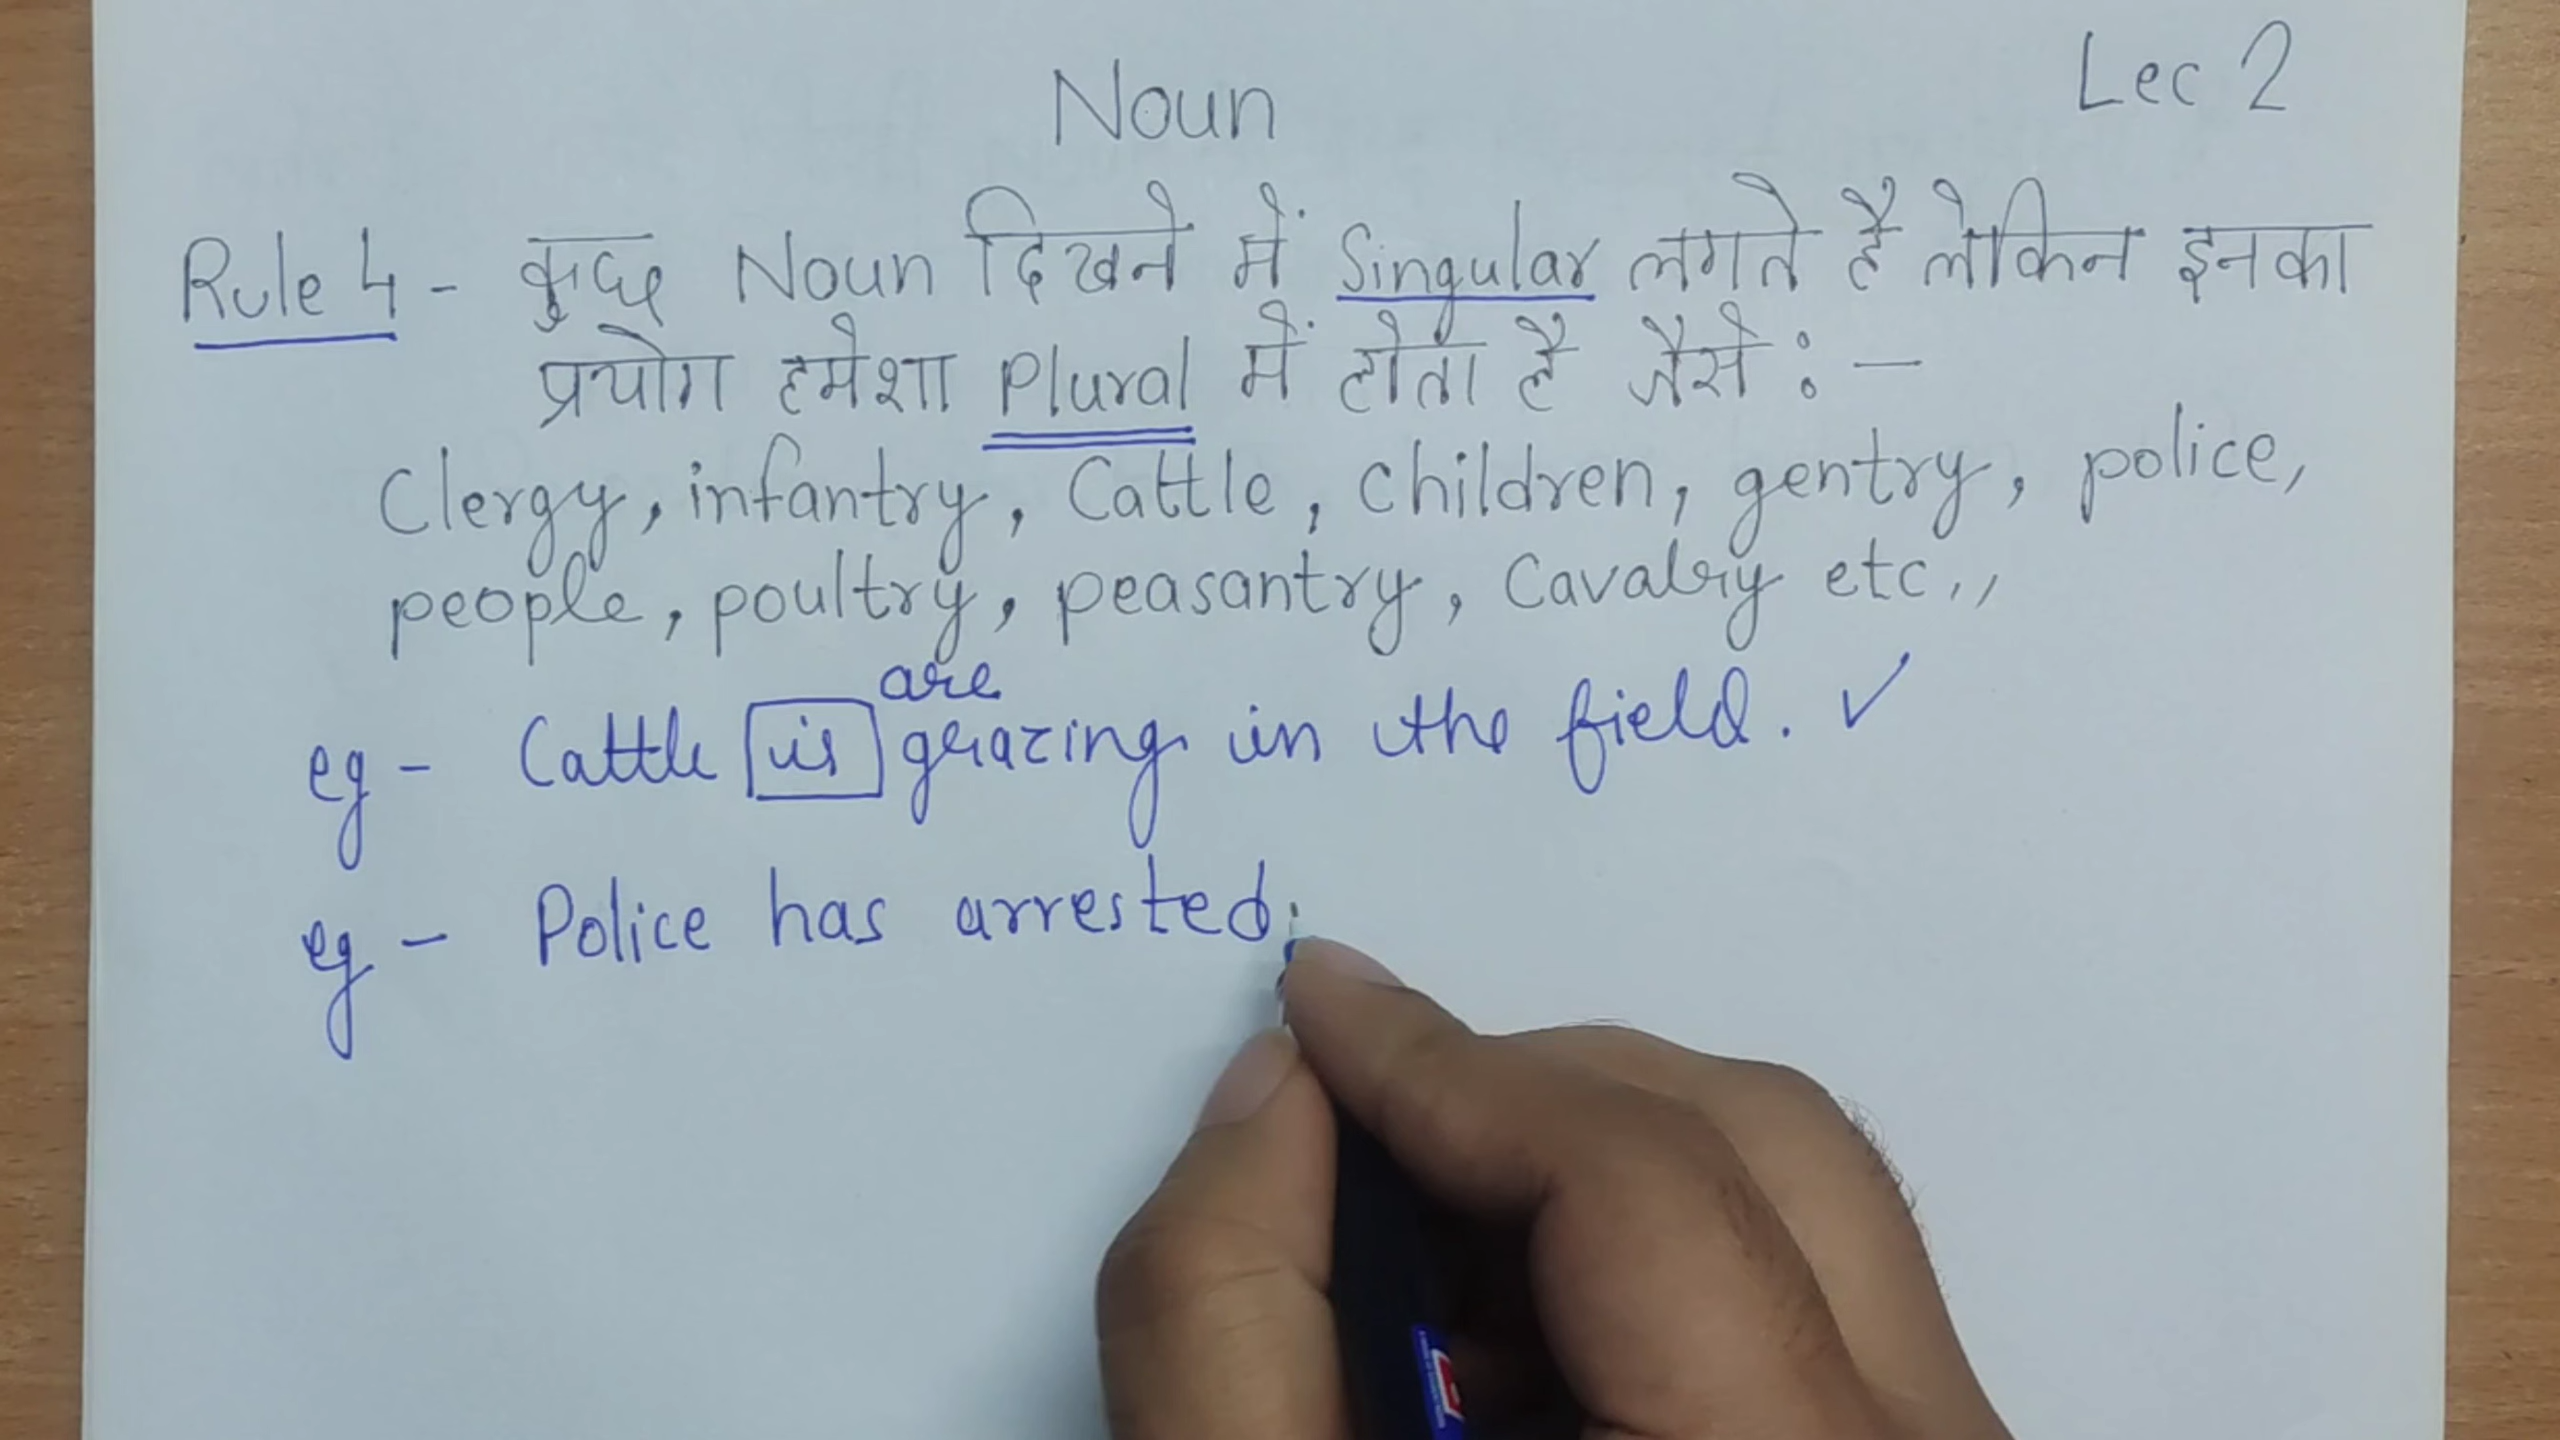 Lec 2
Noun
Rule 4 - कुछ Noun दिखने में Singular लगते है लेकिन इनका
प्रयोग हमेशा Plural में होता है जैसे : -
Clergy, infantry, Cattle, children, gentry, police,
people, poultry, peasantry, Cavalry etc.,
are
eg - Cattle is grazing in the field. ✓
eg - Police has arrested